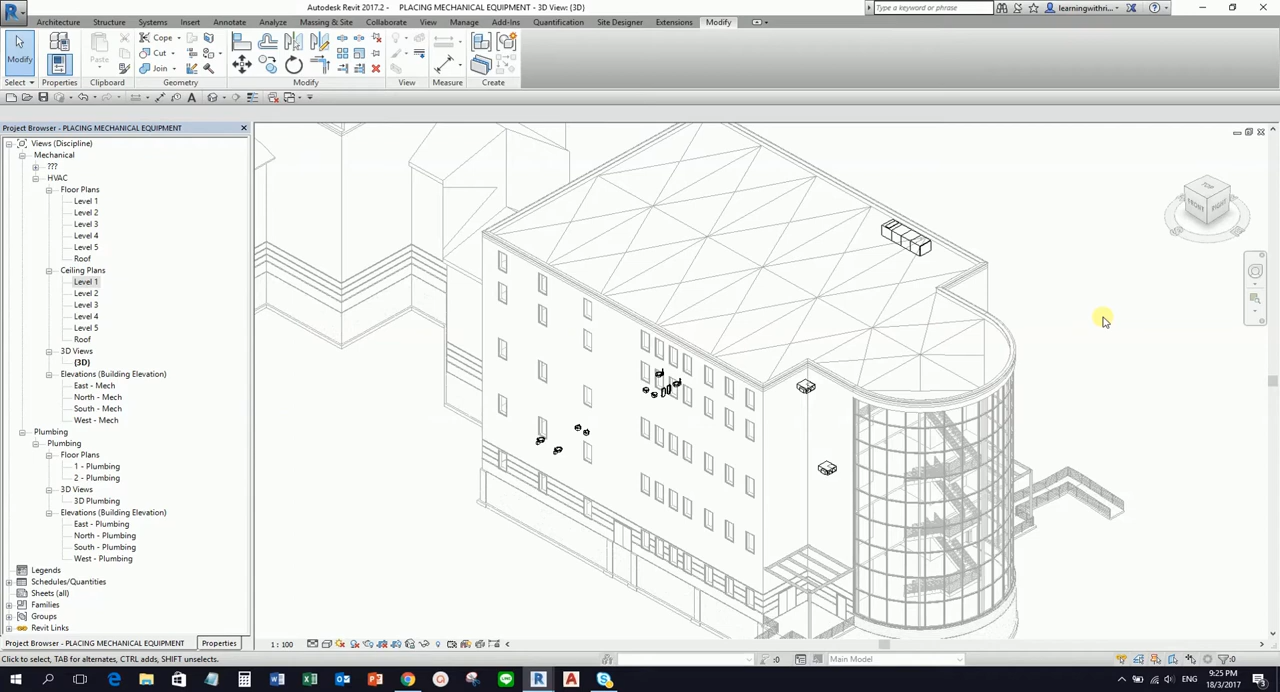 Autodesk Revit 2017.2 - PLACING MECHANICAL EQUIPMENT - 3D View: {3D}
Type a keyword or phrase
learningwithri...
Architecture Structure Systems Insert Annotate Analyze Massing & Site Collaborate View Manage Add-Ins Quantification Site Designer Extensions Modify
Modify
Paste
Cope
Cut
Join
Select Properties Clipboard Geometry Modify View Measure Create
Project Browser - PLACING MECHANICAL EQUIPMENT
Views (Discipline)
Mechanical
???
HVAC
Floor Plans
Level 1
Level 2
Level 3
Level 4
Level 5
Roof
Ceiling Plans
Level 1
Level 2
Level 3
Level 4
Level 5
Roof
3D Views
{3D}
Elevations (Building Elevation)
East - Mech
North - Mech
South - Mech
West - Mech
Plumbing
Plumbing
Floor Plans
1 - Plumbing
2 - Plumbing
3D Views
3D Plumbing
Elevations (Building Elevation)
East - Plumbing
North - Plumbing
South - Plumbing
West - Plumbing
Legends
Schedules/Quantities
Sheets (all)
Families
Groups
Revit Links
TOP
FRONT
RIGHT
Project Browser - PLACING MECHANICAL EQUIPMENT Properties
1 : 100
Click to select, TAB for alternates, CTRL adds, SHIFT unselects.
:0
Main Model
:0
9:25 PM
18/3/2017